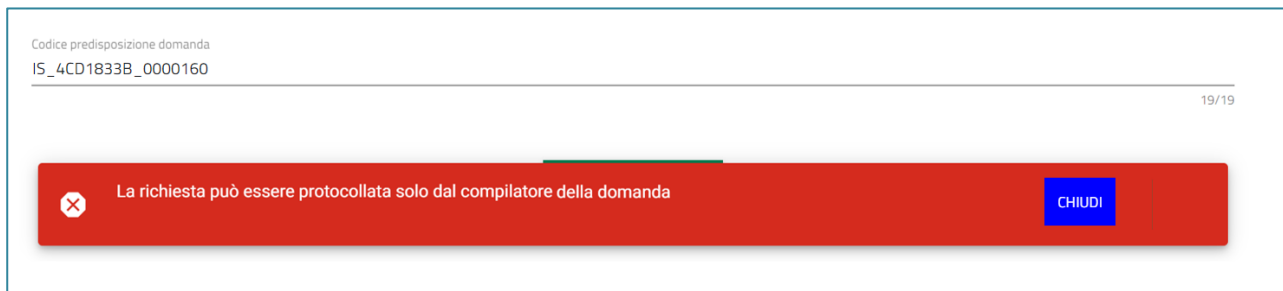 Codice predisposizione domanda
IS_4CD1833B_0000160
19/19
La richiesta può essere protocollata solo dal compilatore della domanda
CHIUDI